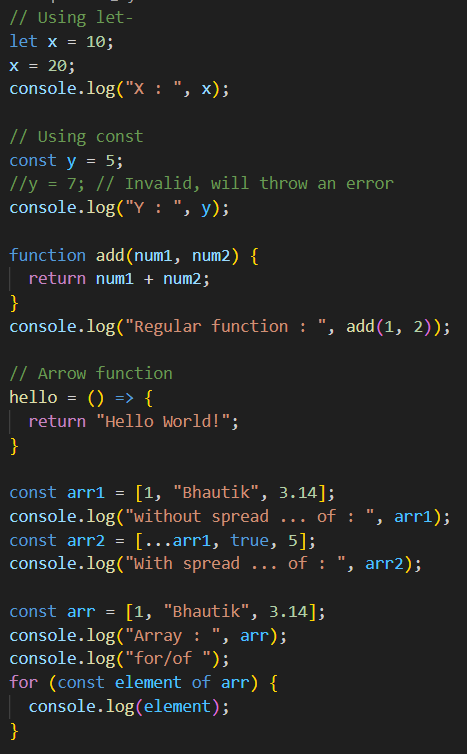 // Using let-
let x = 10;
x = 20;
console.log("X : ", x);

// Using const
const y = 5;
//y = 7; // Invalid, will throw an error
console.log("Y : ", y);

function add(num1, num2) {
  return num1 + num2;
}
console.log("Regular function : ", add(1, 2));

// Arrow function
hello = () => {
  return "Hello World!";
}

const arr1 = [1, "Bhautik", 3.14];
console.log("without spread ... of : ", arr1);
const arr2 = [...arr1, true, 5];
console.log("With spread ... of : ", arr2);

const arr = [1, "Bhautik", 3.14];
console.log("Array : ", arr);
console.log("for/of ");
for (const element of arr) {
  console.log(element);
}